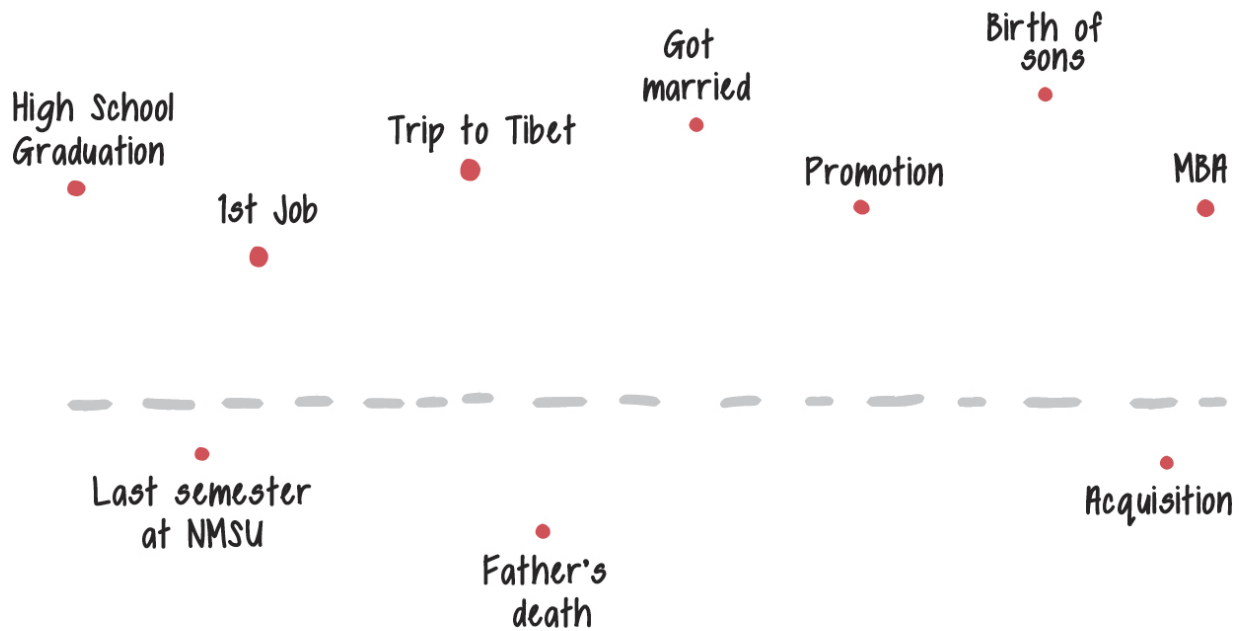 High School
Graduation
1st Job
Trip to Tibet
Got
married
Promotion
Birth of
sons
MBA
Last semester
at NMSU
Father's
death
Acquisition